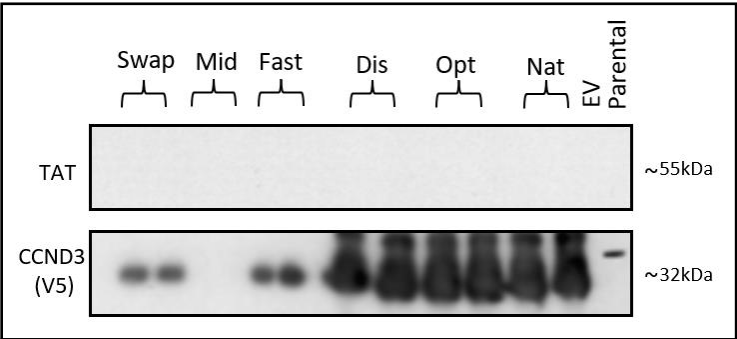 Swap Mid Fast Dis Opt Nat EV Parental
TAT ~55kDa
CCND3
(V5) ~32kDa